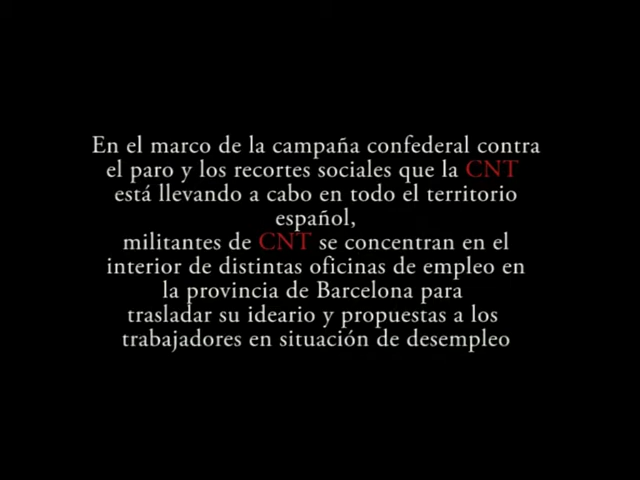 En el marco de la campaña confederal contra
el paro y los recortes sociales que la CNT
está llevando a cabo en todo el territorio
español,
militantes de CNT se concentran en el
interior de distintas oficinas de empleo en
la provincia de Barcelona para
trasladar su ideario y propuestas a los
trabajadores en situación de desempleo